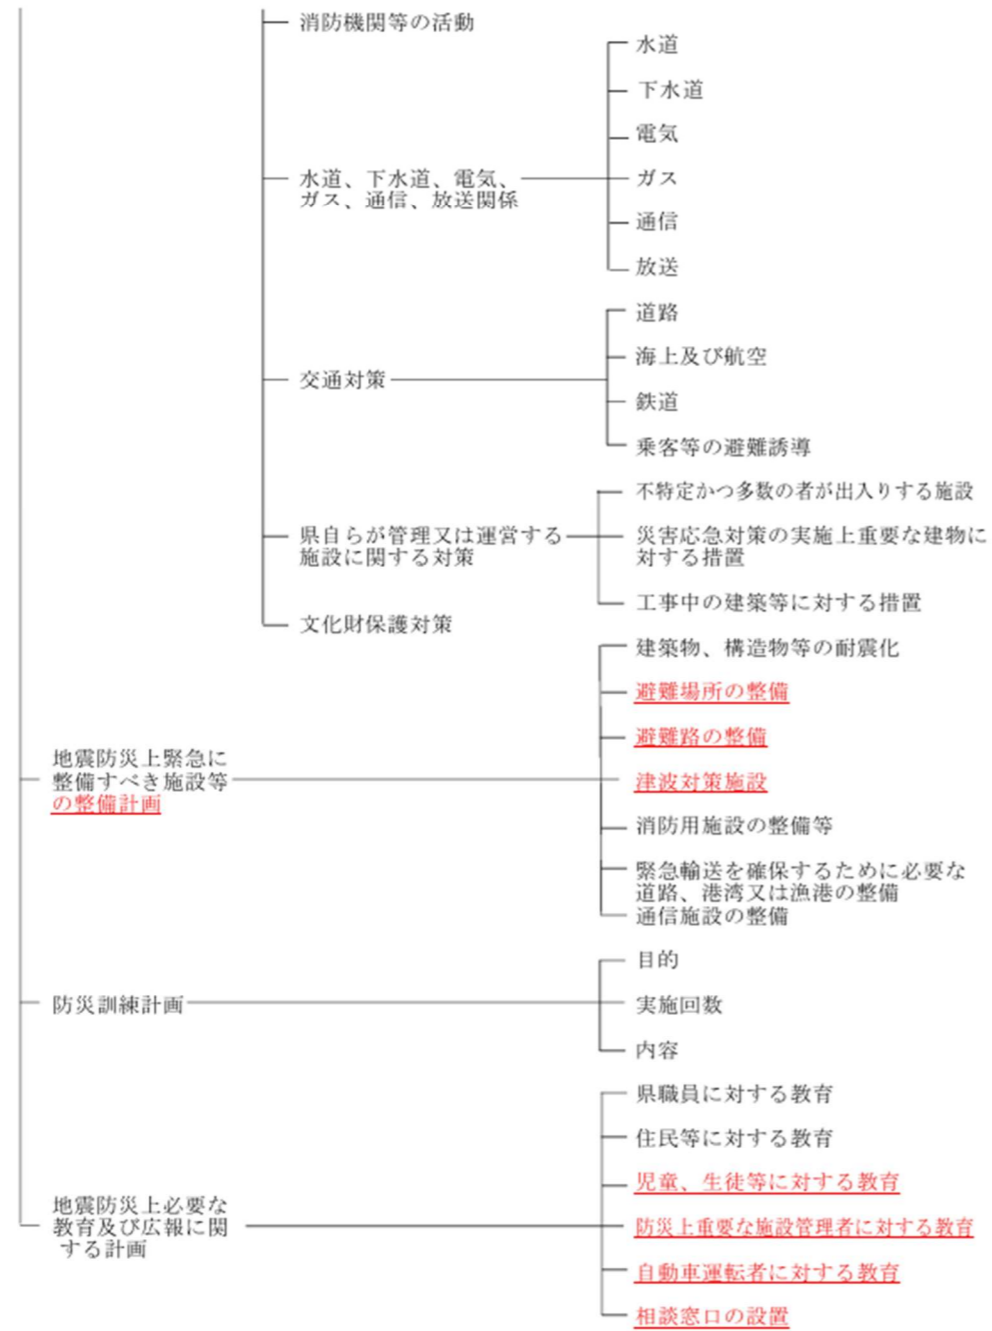 消防機関等の活動
水道
下水道
電気
水道、下水道、電気、
ガス、通信、放送関係
ガス
通信
放送
道路
海上及び航空
交通対策
鉄道
乗客等の避難誘導
不特定かつ多数の者が出入りする施設
県自らが管理又は運営する
施設に関する対策
災害応急対策の実施上重要な建物に
対する措置
工事中の建築等に対する措置
文化財保護対策
建築物、構造物等の耐震化
避難場所の整備
避難路の整備
地震防災上緊急に
整備すべき施設等
の整備計画
津波対策施設
消防用施設の整備等
緊急輸送を確保するために必要な
道路、港湾又は漁港の整備
通信施設の整備
目的
防災訓練計画
実施回数
内容
県職員に対する教育
住民等に対する教育
児童、生徒等に対する教育
地震防災上必要な
教育及び広報に関
する計画
防災上重要な施設管理者に対する教育
自動車運転者に対する教育
相談窓口の設置